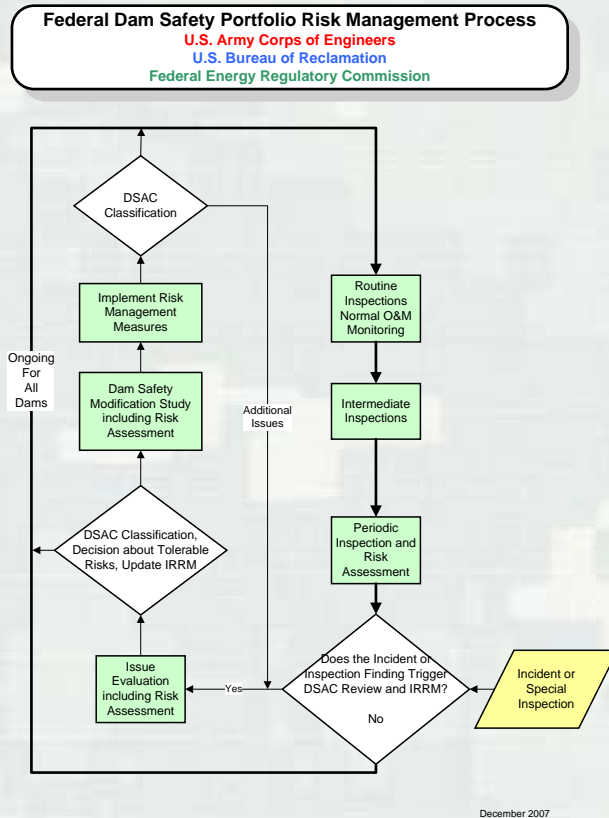 Federal Dam Safety Portfolio Risk Management Process
U.S. Army Corps of Engineers
U.S. Bureau of Reclamation
Federal Energy Regulatory Commission
DSAC
Classification
Implement Risk
Management
Measures
Routine
Inspections
Normal O&M
Monitoring
Ongoing
For
All
Dams
Dam Safety
Modification Study
including Risk
Assessment
Additional
Issues
Intermediate
Inspections
DSAC Classification,
Decision about Tolerable
Risks, Update IRRM
Periodic
Inspection and
Risk
Assessment
Issue
Evaluation
including Risk
Assessment
Yes
Does the Incident or
Inspection Finding Trigger
DSAC Review and IRRM?
No
Incident or
Special
Inspection
December 2007